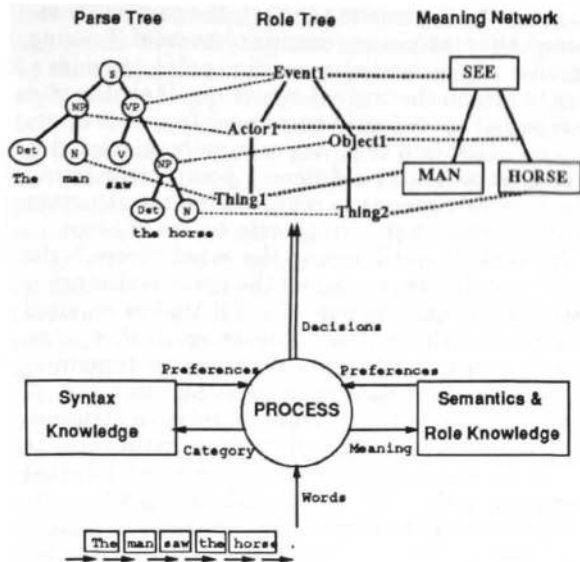 Parse Tree Role Tree Meaning Network
S
Event1 SEE
NP VP
Actor1
Object1
Det N V NP MAN HORSE
The man saw
Thing1
Det N Thing2
the horse
Decisions
Preferences Preferences
Syntax
Knowledge
PROCESS
Semantics &
Role Knowledge
Category Meaning
Words
The man saw the horse .